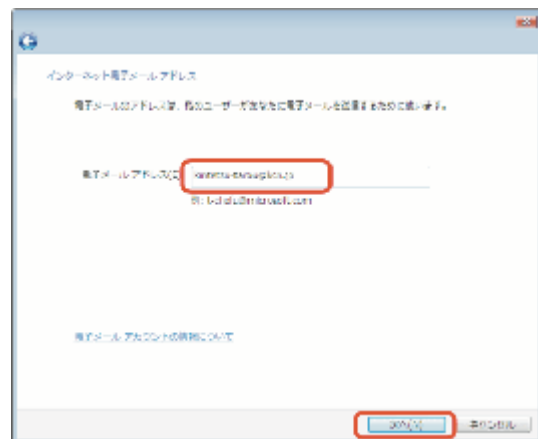 インターネット電子メール アドレス
電子メールのアドレスは、他のユーザーがあなたに電子メールを送信するために使います。
電子メール アドレス(E)
例: @microsoft.com
電子メール アカウントの情報について
次へ(N) キャンセル